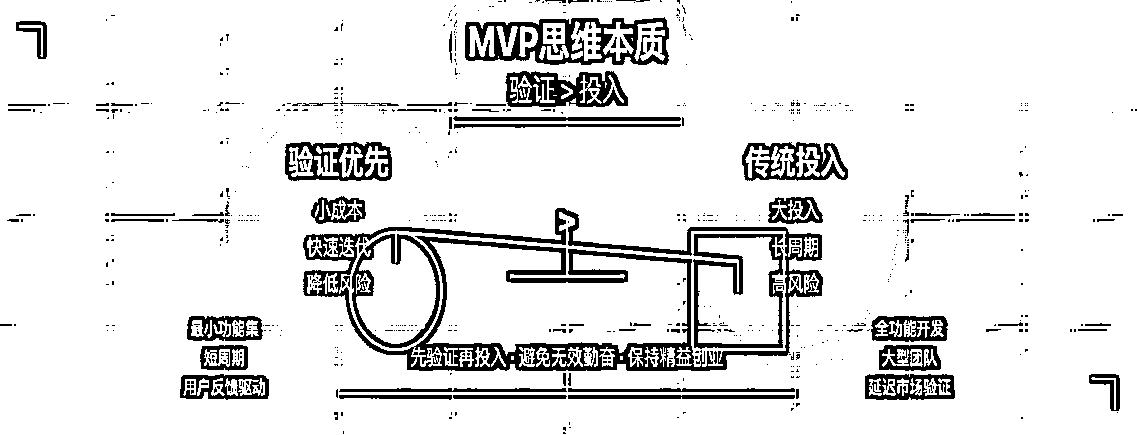 MVP思维本质
验证 > 投入
验证优先
小成本
快速迭代
降低风险
传统投入
大投入
长周期
高风险
>
最小功能集
短周期
用户反馈驱动
全功能开发
大型团队
延迟市场验证
先验证再投入 · 避免无效勤奋 · 保持精益创业